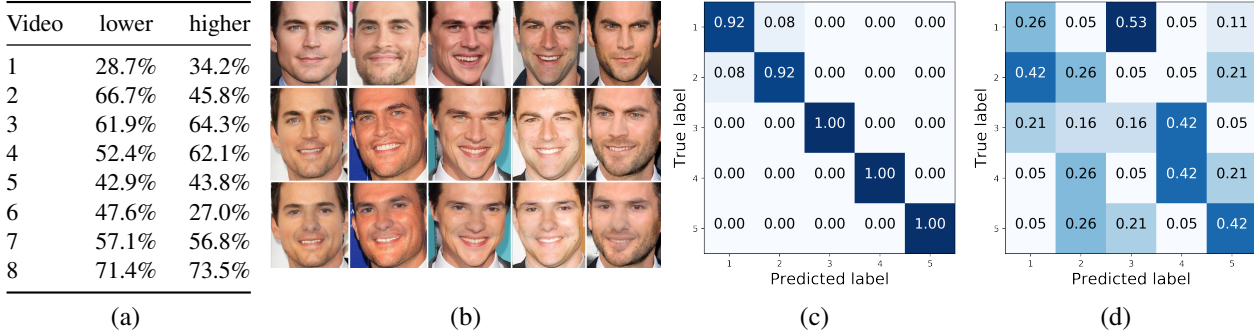 Video lower higher
1 28.7% 34.2%
2 66.7% 45.8%
3 61.9% 64.3%
4 52.4% 62.1%
5 42.9% 43.8%
6 47.6% 27.0%
7 57.1% 56.8%
8 71.4% 73.5%
(a)
(b)
True label
1 0.92 0.08 0.00 0.00 0.00
2 0.08 0.92 0.00 0.00 0.00
3 0.00 0.00 1.00 0.00 0.00
4 0.00 0.00 0.00 1.00 0.00
5 0.00 0.00 0.00 0.00 1.00
1 2 3 4 5
Predicted label
(c)
True label
1 0.26 0.05 0.53 0.05 0.11
2 0.42 0.26 0.05 0.05 0.21
3 0.21 0.16 0.16 0.42 0.05
4 0.05 0.26 0.05 0.42 0.21
5 0.05 0.26 0.21 0.05 0.42
1 2 3 4 5
Predicted label
(d)